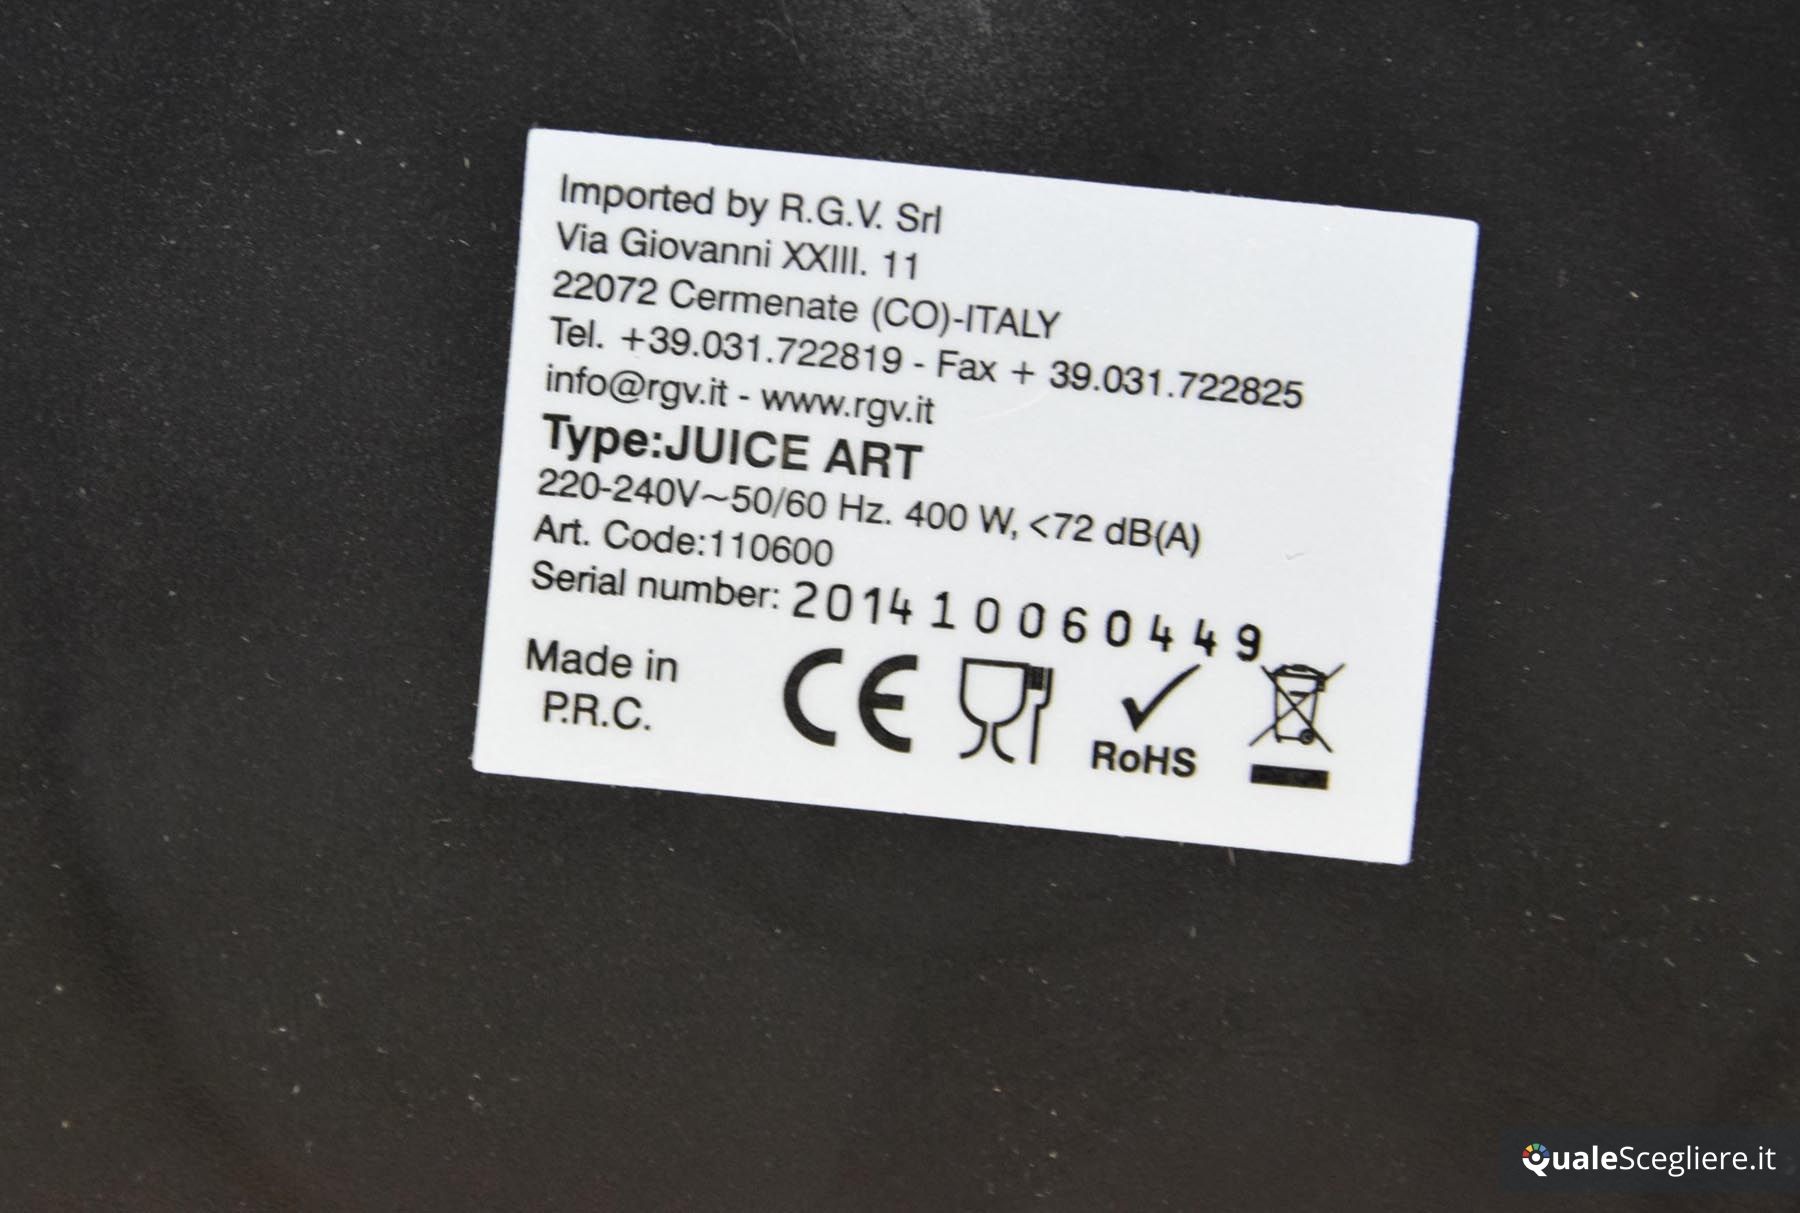 Imported by R.G.V. Srl
Via Giovanni XXIII. 11
22072 Cermenate (CO)-ITALY
Tel. +39.031.722819 - Fax + 39.031.722825
info@rgv.it - www.rgv.it
Type:JUICE ART
220-240V~50/60 Hz. 400 W, <72 dB(A)
Art. Code:110600
Serial number: 201410060449
Made in
P.R.C.
CE
RoHS
QualeScegliere.it